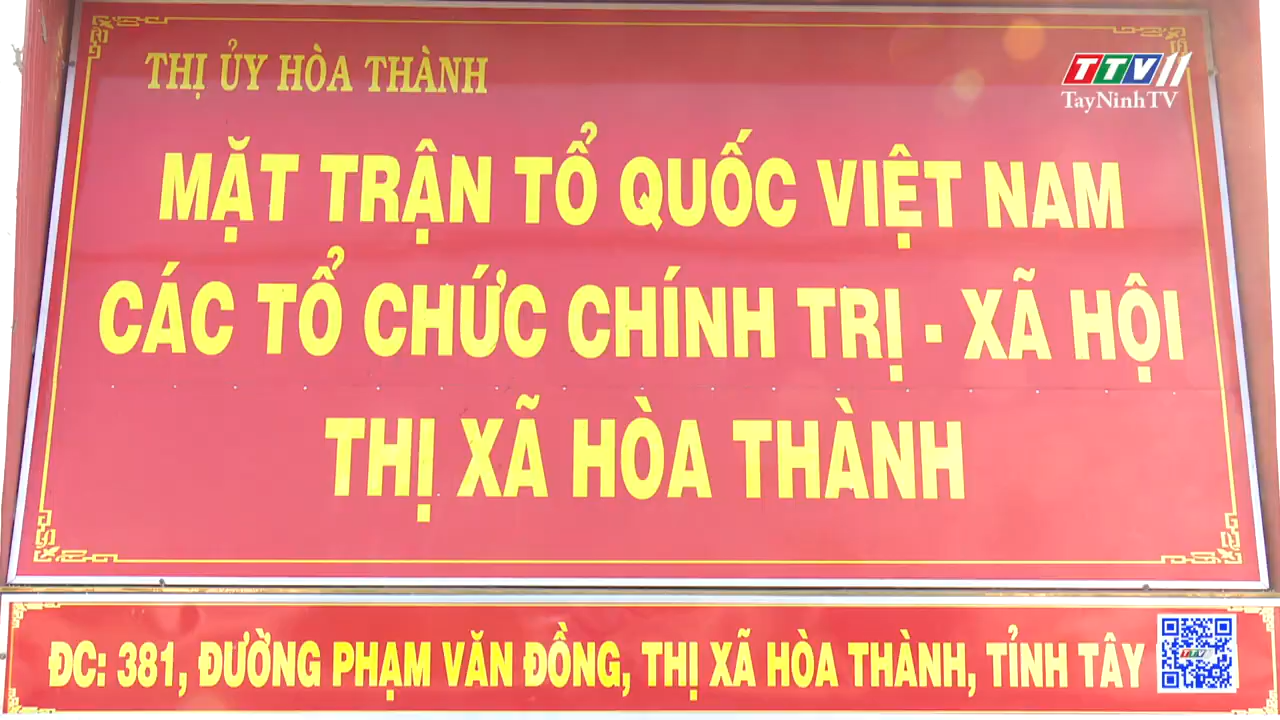 THỊ ỦY HÒA THÀNH
TTV11
TayNinhTV
MẶT TRẬN TỔ QUỐC VIỆT NAM
CÁC TỔ CHỨC CHÍNH TRỊ - XÃ HỘI
THỊ XÃ HÒA THÀNH
ĐC: 381, ĐƯỜNG PHẠM VĂN ĐỒNG, THỊ XÃ HÒA THÀNH, TỈNH TÂY
TTV